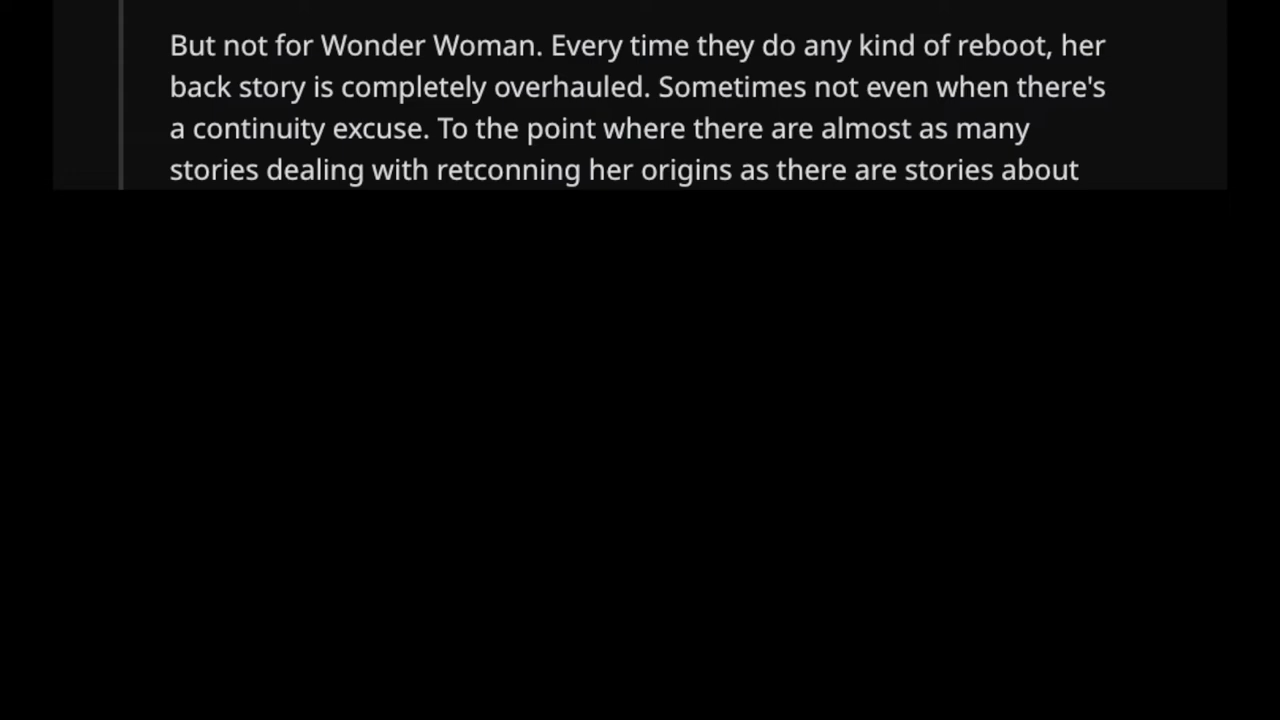 But not for Wonder Woman. Every time they do any kind of reboot, her
back story is completely overhauled. Sometimes not even when there's
a continuity excuse. To the point where there are almost as many
stories dealing with retconning her origins as there are stories about